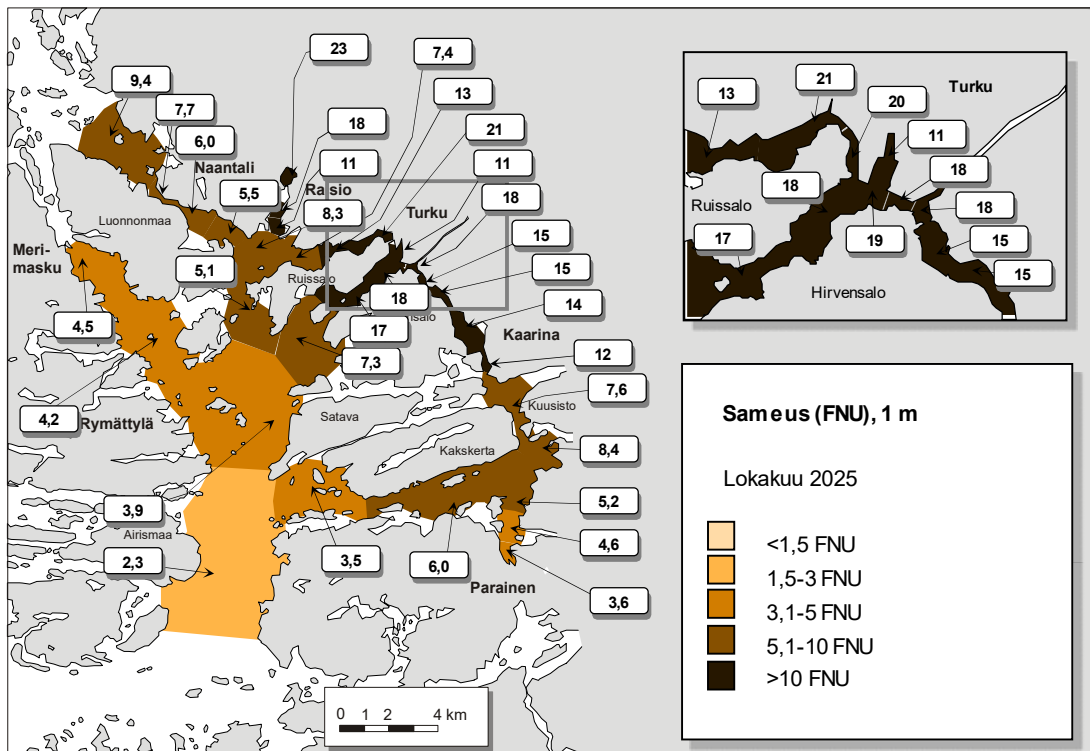 23
7,4
9,4
13
7,7
18
21
6,0
11
11
Naantali
Raisio
18
5,5
8,3
Turku
15
Luonnonmaa
Meri-
masku
5,1
Ruissalo
15
4,5
18
14
17
salo
Kaarina
7,3
12
4,2
Rymättylä
Satava
7,6
Kuusisto
Kakskerta
8,4
3,9
5,2
Airismaa
2,3
3,5
6,0
4,6
Parainen
3,6
0 1 2 4 km
21
Turku
13
20
11
18
18
Ruissalo
18
17
19
15
15
Hirvensalo
Sameus (FNU), 1 m
Lokakuu 2025
<1,5 FNU
1,5-3 FNU
3,1-5 FNU
5,1-10 FNU
>10 FNU